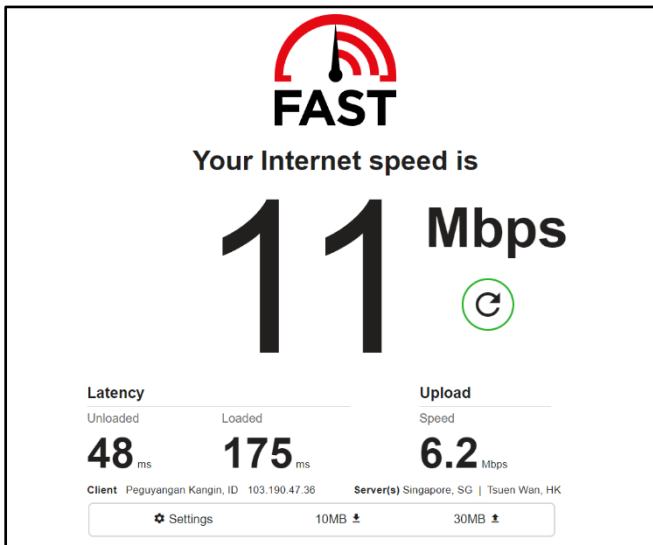 FAST
Your Internet speed is
11 Mbps
Latency
Upload
Unloaded Loaded Speed
48 ms 175 ms 6.2 Mbps
Client Peguyangan Kangin, ID 103.190.47.36 Server(s) Singapore, SG | Tsuen Wan, HK
Settings 10MB 30MB